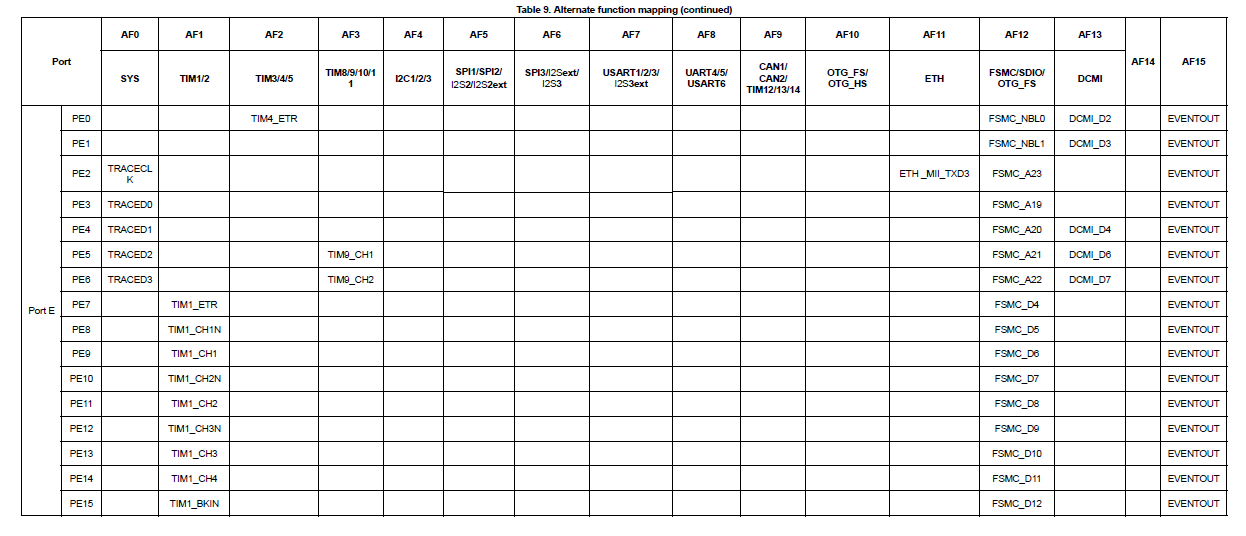 Table 9. Alternate function mapping (continued)
Port AF0 AF1 AF2 AF3 AF4 AF5 AF6 AF7 AF8 AF9 AF10 AF11 AF12 AF13 AF14 AF15
SYS TIM1/2 TIM3/4/5 TIM8/9/10/1 1 I2C1/2/3 SPI1/SPI2/ I2S2/I2S2ext SPI3/I2Sext/ I2S3 USART1/2/3/ I2S3ext UART4/5/ USART6 CAN1/ CAN2/ TIM12/13/14 OTG_FS/ OTG_HS ETH FSMC/SDIO/ OTG_FS DCMI
Port E
PE0 TIM4_ETR FSMC_NBL0 DCMI_D2 EVENTOUT
PE1 FSMC_NBL1 DCMI_D3 EVENTOUT
PE2 TRACECL K ETH _MII_TXD3 FSMC_A23 EVENTOUT
PE3 TRACED0 FSMC_A19 EVENTOUT
PE4 TRACED1 FSMC_A20 DCMI_D4 EVENTOUT
PE5 TRACED2 TIM9_CH1 FSMC_A21 DCMI_D6 EVENTOUT
PE6 TRACED3 TIM9_CH2 FSMC_A22 DCMI_D7 EVENTOUT
PE7 TIM1_ETR FSMC_D4 EVENTOUT
PE8 TIM1_CH1N FSMC_D5 EVENTOUT
PE9 TIM1_CH1 FSMC_D6 EVENTOUT
PE10 TIM1_CH2N FSMC_D7 EVENTOUT
PE11 TIM1_CH2 FSMC_D8 EVENTOUT
PE12 TIM1_CH3N FSMC_D9 EVENTOUT
PE13 TIM1_CH3 FSMC_D10 EVENTOUT
PE14 TIM1_CH4 FSMC_D11 EVENTOUT
PE15 TIM1_BKIN FSMC_D12 EVENTOUT